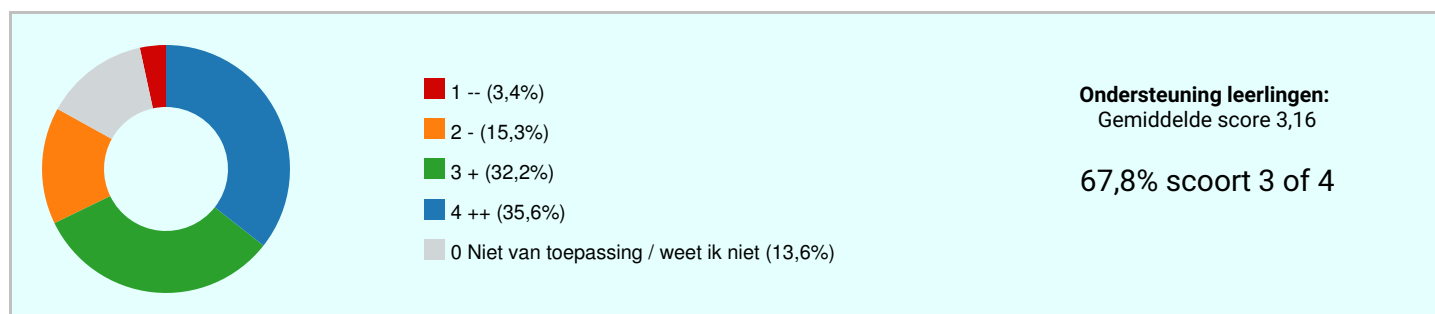 1 -- (3,4%)
2 - (15,3%)
3 + (32,2%)
4 ++ (35,6%)
0 Niet van toepassing / weet ik niet (13,6%)
Ondersteuning leerlingen:
Gemiddelde score 3,16
67,8% scoort 3 of 4